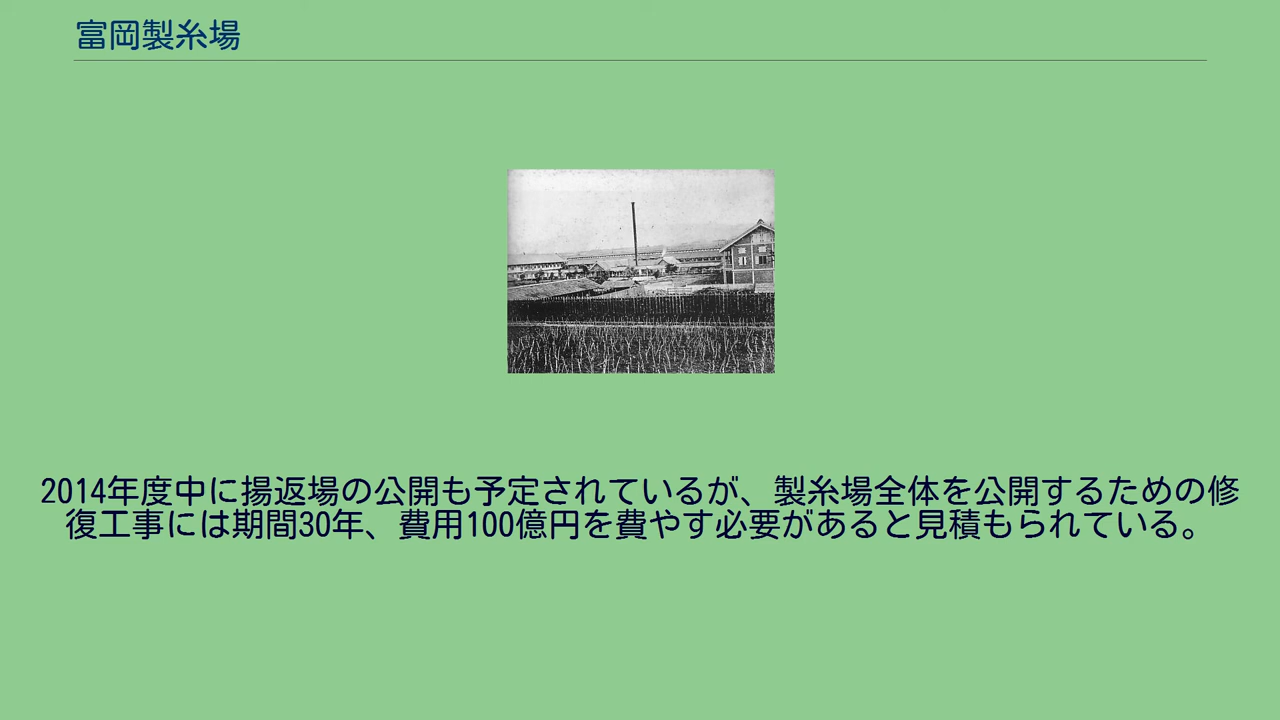 富岡製糸場
2014年度中に揚返場の公開も予定されているが、製糸場全体を公開するための修
復工事には期間30年、費用100億円を費やす必要があると見積もられている。